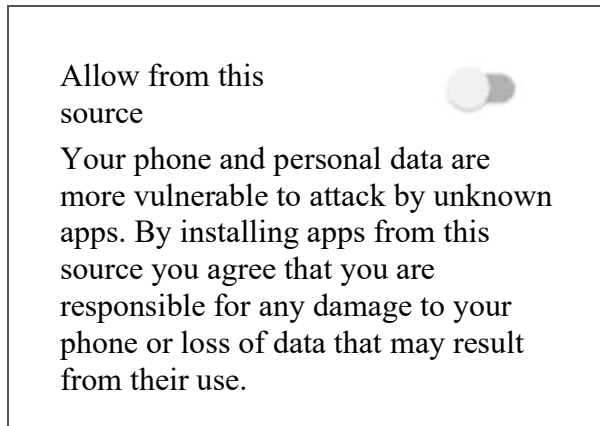 Allow from this
source
Your phone and personal data are
more vulnerable to attack by unknown
apps. By installing apps from this
source you agree that you are
responsible for any damage to your
phone or loss of data that may result
from their use.